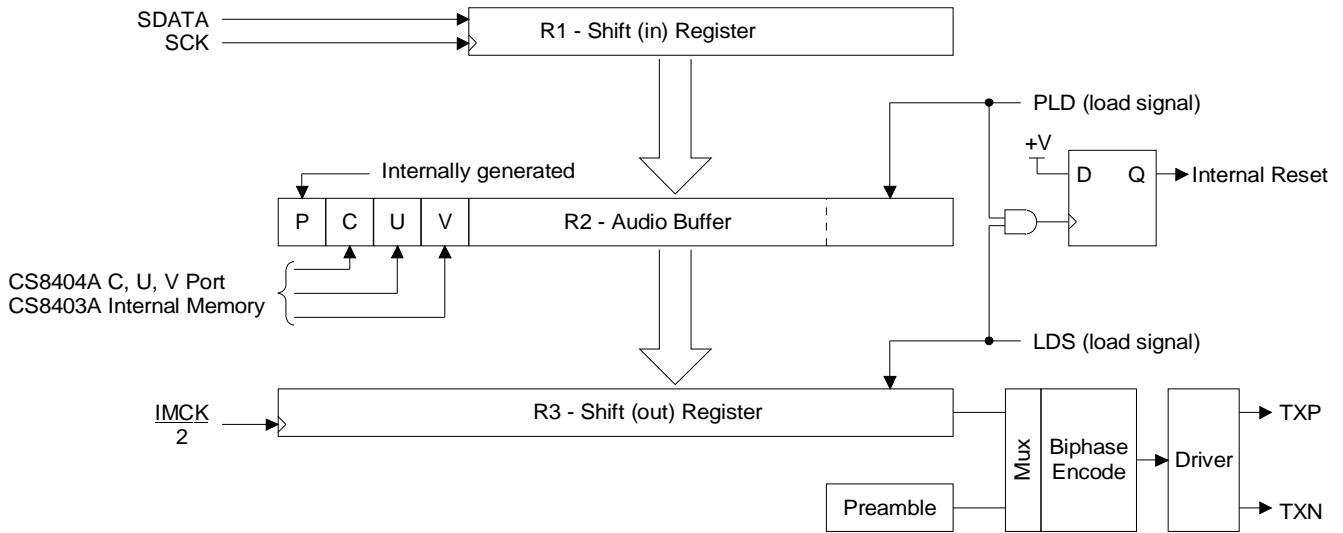 SDATA
SCK
R1 - Shift (in) Register
PLD (load signal)
+V
D Q
Internal Reset
Internally generated
P C U V
R2 - Audio Buffer
CS8404A C, U, V Port
CS8403A Internal Memory
LDS (load signal)
IMCK
2
R3 - Shift (out) Register
Mux
Biphase
Encode
Driver
TXP
Preamble
TXN